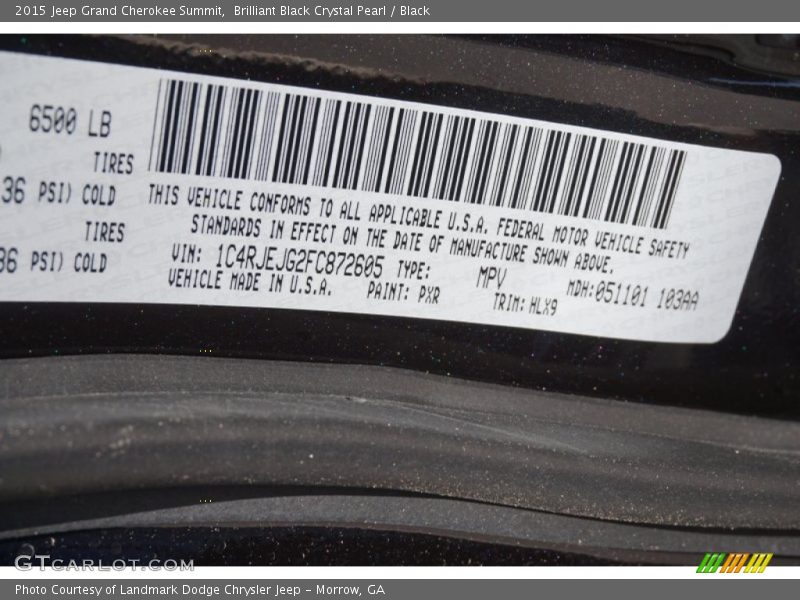 2015 Jeep Grand Cherokee Summit, Brilliant Black Crystal Pearl / Black
6500 LB
TIRES
36 PSI) COLD
TIRES
36 PSI) COLD
THIS VEHICLE CONFORMS TO ALL APPLICABLE U.S.A. FEDERAL MOTOR VEHICLE SAFETY
STANDARDS IN EFFECT ON THE DATE OF MANUFACTURE SHOWN ABOVE.
VIN: 1C4RJEJG2FC872605 TYPE: MPV MDH:051101 103AA
VEHICLE MADE IN U.S.A. PAINT: PXR TRIM: HLX9
GTCARLOT.COM
Photo Courtesy of Landmark Dodge Chrysler Jeep - Morrow, GA